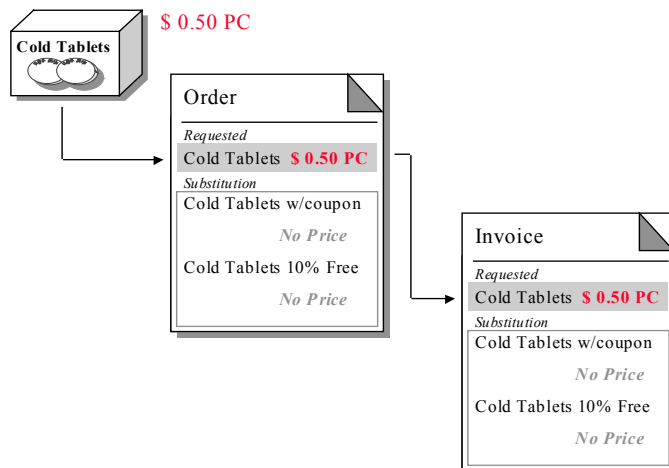 $ 0.50 PC
Cold Tablets
Order
Requested
Cold Tablets $ 0.50 PC
Substitution
Cold Tablets w/coupon
No Price
Cold Tablets 10% Free
No Price
Invoice
Requested
Cold Tablets $ 0.50 PC
Substitution
Cold Tablets w/coupon
No Price
Cold Tablets 10% Free
No Price